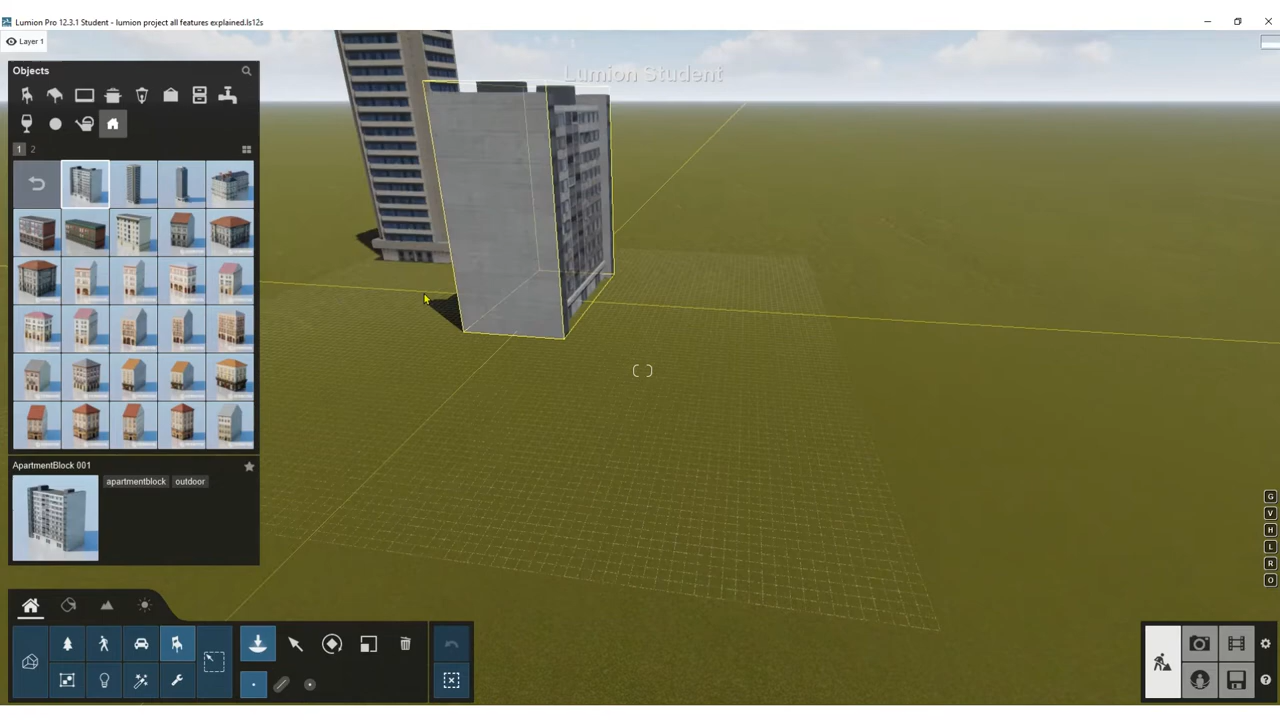 Lumion Pro 12.3.1 Student - lumion project all features explained.ls12s
Layer 1
Lumion Student
Objects
1 2
ApartmentBlock 001
apartmentblock outdoor
G
V
H
L
R
O